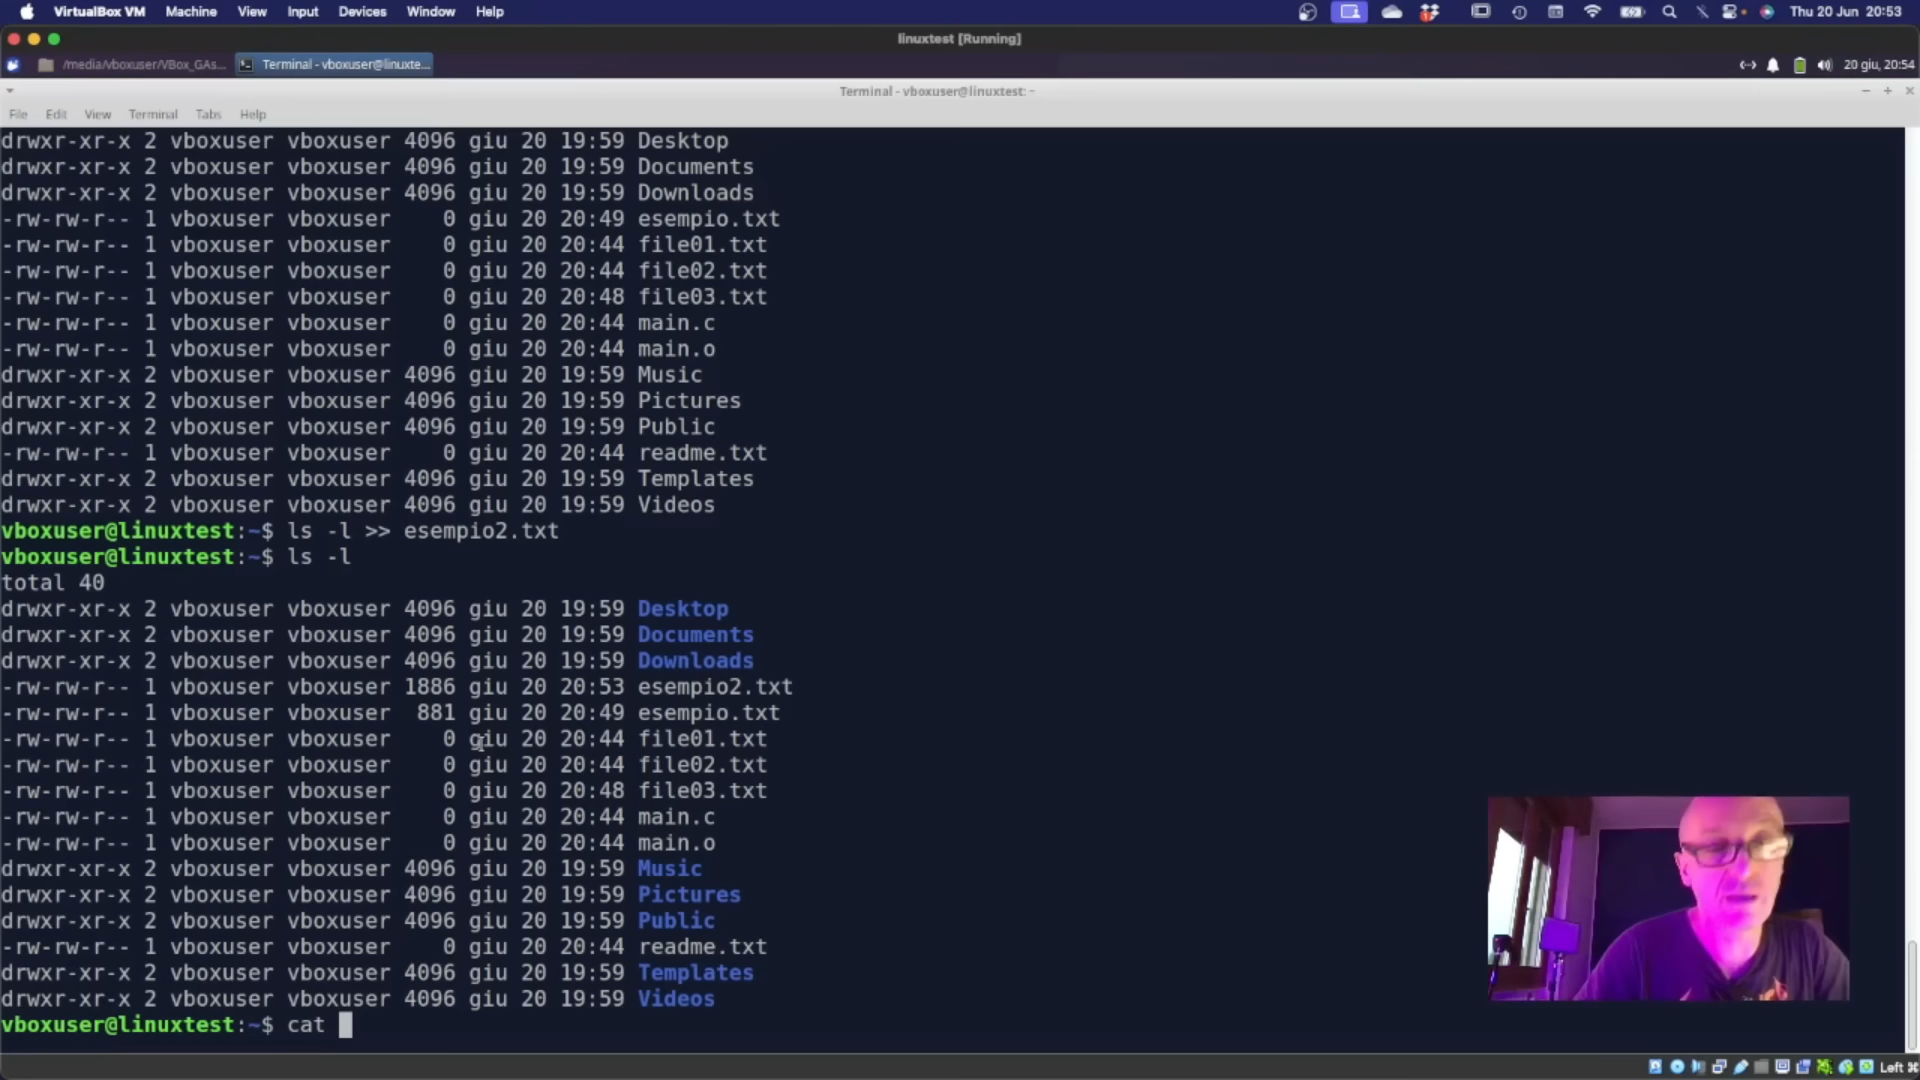 VirtualBox VM Machine View Input Devices Window Help Thu 20 Jun 20:53
linuxtest [Running]
/media/vboxuser/VBox_GAs... Terminal - vboxuser@linuxte... 20 giu, 20:54
Terminal - vboxuser@linuxtest: ~
File Edit View Terminal Tabs Help
drwxr-xr-x 2 vboxuser vboxuser 4096 giu 20 19:59 Desktop
drwxr-xr-x 2 vboxuser vboxuser 4096 giu 20 19:59 Documents
drwxr-xr-x 2 vboxuser vboxuser 4096 giu 20 19:59 Downloads
-rw-rw-r-- 1 vboxuser vboxuser 0 giu 20 20:49 esempio.txt
-rw-rw-r-- 1 vboxuser vboxuser 0 giu 20 20:44 file01.txt
-rw-rw-r-- 1 vboxuser vboxuser 0 giu 20 20:44 file02.txt
-rw-rw-r-- 1 vboxuser vboxuser 0 giu 20 20:48 file03.txt
-rw-rw-r-- 1 vboxuser vboxuser 0 giu 20 20:44 main.c
-rw-rw-r-- 1 vboxuser vboxuser 0 giu 20 20:44 main.o
drwxr-xr-x 2 vboxuser vboxuser 4096 giu 20 19:59 Music
drwxr-xr-x 2 vboxuser vboxuser 4096 giu 20 19:59 Pictures
drwxr-xr-x 2 vboxuser vboxuser 4096 giu 20 19:59 Public
-rw-rw-r-- 1 vboxuser vboxuser 0 giu 20 20:44 readme.txt
drwxr-xr-x 2 vboxuser vboxuser 4096 giu 20 19:59 Templates
drwxr-xr-x 2 vboxuser vboxuser 4096 giu 20 19:59 Videos
vboxuser@linuxtest:~$ ls -l >> esempio2.txt
vboxuser@linuxtest:~$ ls -l
total 40
drwxr-xr-x 2 vboxuser vboxuser 4096 giu 20 19:59 Desktop
drwxr-xr-x 2 vboxuser vboxuser 4096 giu 20 19:59 Documents
drwxr-xr-x 2 vboxuser vboxuser 4096 giu 20 19:59 Downloads
-rw-rw-r-- 1 vboxuser vboxuser 1886 giu 20 20:53 esempio2.txt
-rw-rw-r-- 1 vboxuser vboxuser 881 giu 20 20:49 esempio.txt
-rw-rw-r-- 1 vboxuser vboxuser 0 giu 20 20:44 file01.txt
-rw-rw-r-- 1 vboxuser vboxuser 0 giu 20 20:44 file02.txt
-rw-rw-r-- 1 vboxuser vboxuser 0 giu 20 20:48 file03.txt
-rw-rw-r-- 1 vboxuser vboxuser 0 giu 20 20:44 main.c
-rw-rw-r-- 1 vboxuser vboxuser 0 giu 20 20:44 main.o
drwxr-xr-x 2 vboxuser vboxuser 4096 giu 20 19:59 Music
drwxr-xr-x 2 vboxuser vboxuser 4096 giu 20 19:59 Pictures
drwxr-xr-x 2 vboxuser vboxuser 4096 giu 20 19:59 Public
-rw-rw-r-- 1 vboxuser vboxuser 0 giu 20 20:44 readme.txt
drwxr-xr-x 2 vboxuser vboxuser 4096 giu 20 19:59 Templates
drwxr-xr-x 2 vboxuser vboxuser 4096 giu 20 19:59 Videos
vboxuser@linuxtest:~$ cat
Left ⌘